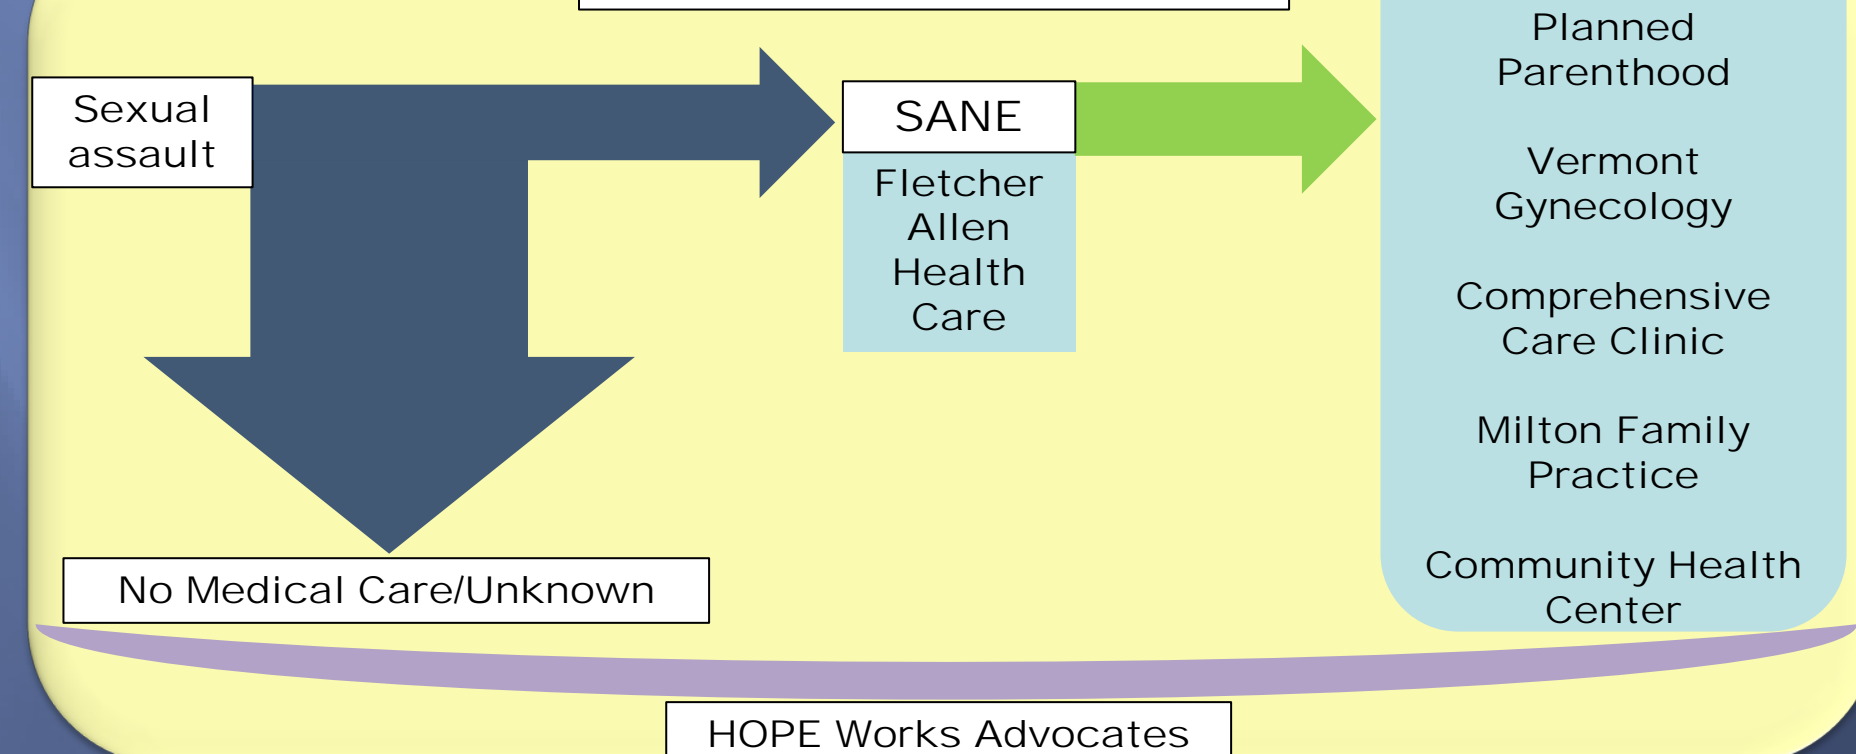 Sexual
assault
SANE
Fletcher
Allen
Health
Care
Planned
Parenthood
Vermont
Gynecology
Comprehensive
Care Clinic
Milton Family
Practice
Community Health
Center
No Medical Care/Unknown
HOPE Works Advocates